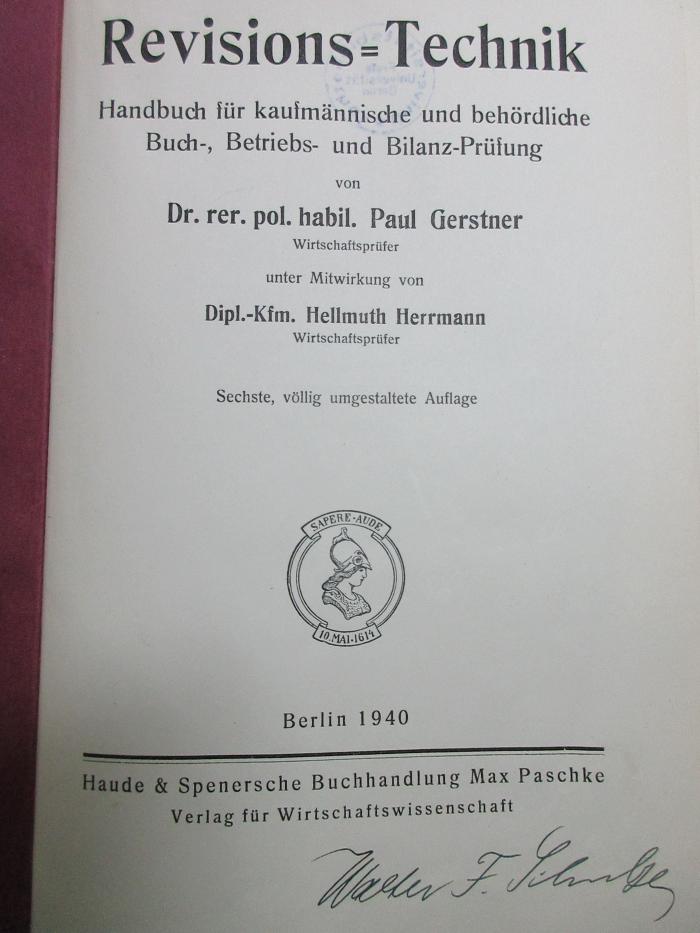 Revisions=Technik
Handbuch für kaufmännische und behördliche
Buch-, Betriebs- und Bilanz-Prüfung
von
Dr. rer. pol. habil. Paul Gerstner
Wirtschaftsprüfer
unter Mitwirkung von
Dipl.-Kfm. Hellmuth Herrmann
Wirtschaftsprüfer
Sechste, völlig umgestaltete Auflage
SAPERE-AUDE
10.MAI.1614
Berlin 1940
Haude & Spenersche Buchhandlung Max Paschke
Verlag für Wirtschaftswissenschaft
Walter F.